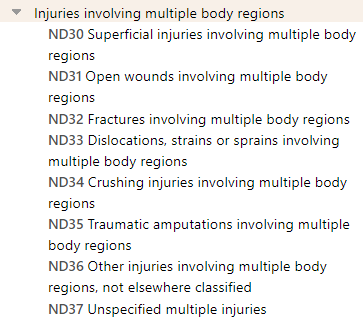 Injuries involving multiple body regions
ND30 Superficial injuries involving multiple body
regions
ND31 Open wounds involving multiple body
regions
ND32 Fractures involving multiple body regions
ND33 Dislocations, strains or sprains involving
multiple body regions
ND34 Crushing injuries involving multiple body
regions
ND35 Traumatic amputations involving multiple
body regions
ND36 Other injuries involving multiple body
regions, not elsewhere classified
ND37 Unspecified multiple injuries